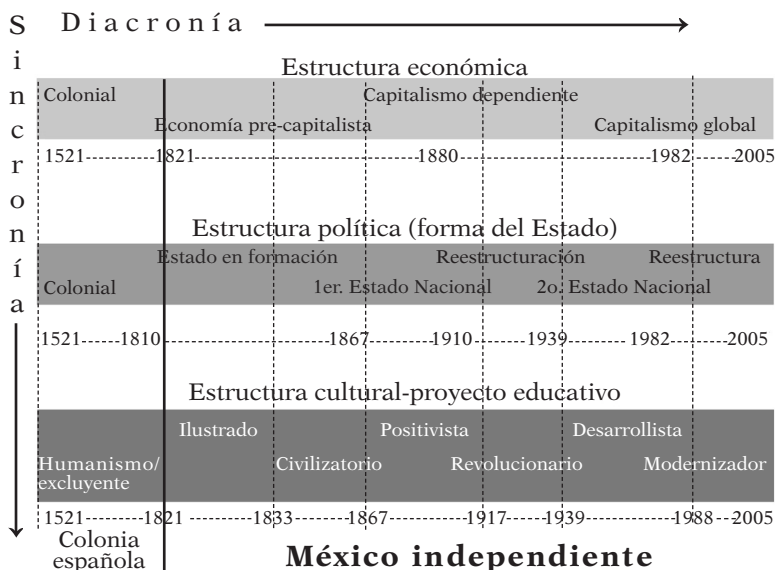 Diacronía
Sincronía
Estructura económica
Colonial Capitalismo dependiente
Economía pre-capitalista Capitalismo global
1521----------1821-------------------------------1880----------------------------1982------2005
Estructura política (forma del Estado)
Estado en formación Reestructuración Reestructura
Colonial 1er. Estado Nacional 2o. Estado Nacional
1521------1810-------------------------1867-------------1910---------1939----------1982---------2005
Estructura cultural-proyecto educativo
Ilustrado Positivista Desarrollista
Humanismo/ Civilizatorio Revolucionario Modernizador
excluyente
1521---------1821------------1833---------1867--------------1917-------1939---------------1988---2005
Colonia
española México independiente